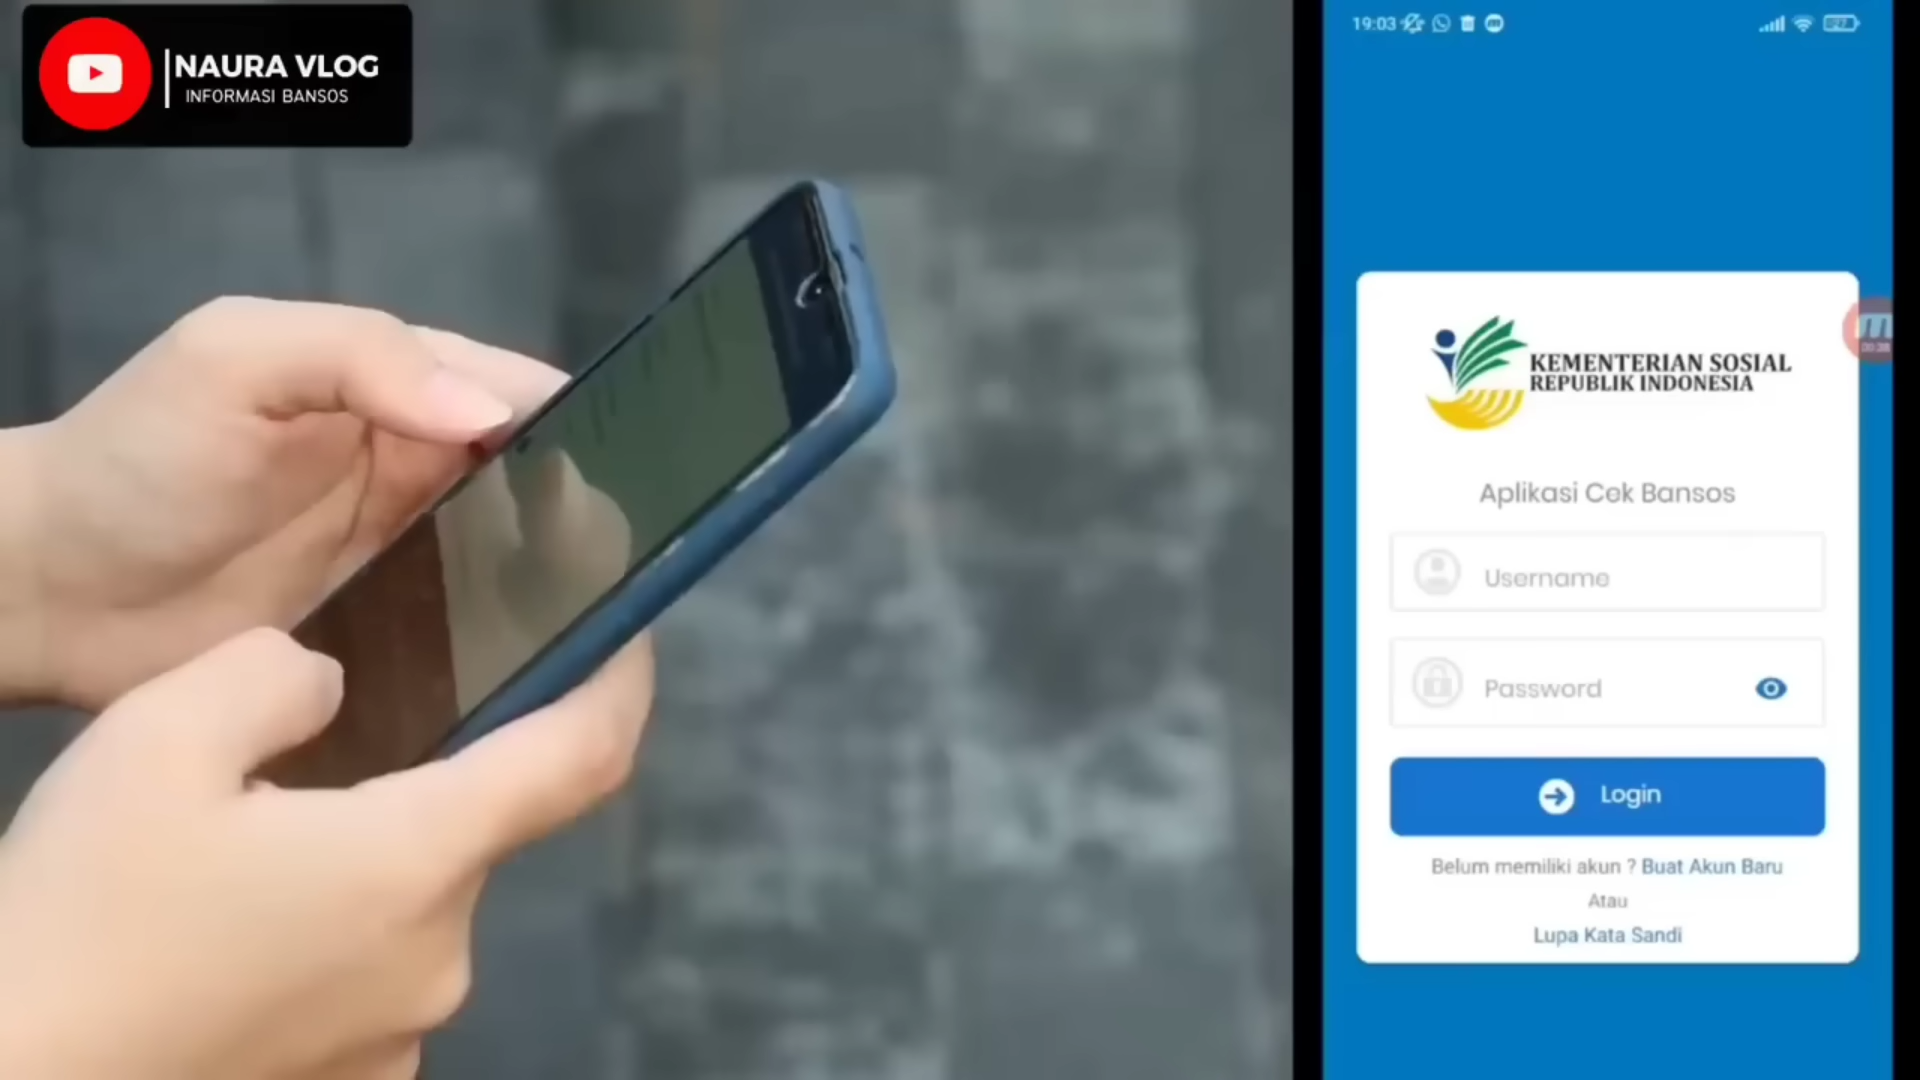 NAURA VLOG
INFORMASI BANSOS
19:03
27
KEMENTERIAN SOSIAL
REPUBLIK INDONESIA
Aplikasi Cek Bansos
Username
Password
Login
Belum memiliki akun ? Buat Akun Baru
Atau
Lupa Kata Sandi